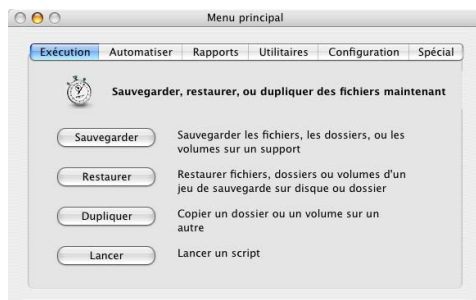 Menu principal
Exécution Automatiser Rapports Utilitaires Configuration Spécial
Sauvegarder, restaurer, ou dupliquer des fichiers maintenant
Sauvegarder
Sauvegarder les fichiers, les dossiers, ou les
volumes sur un support
Restaurer
Restaurer fichiers, dossiers ou volumes d'un
jeu de sauvegarde sur disque ou dossier
Dupliquer
Copier un dossier ou un volume sur un
autre
Lancer
Lancer un script